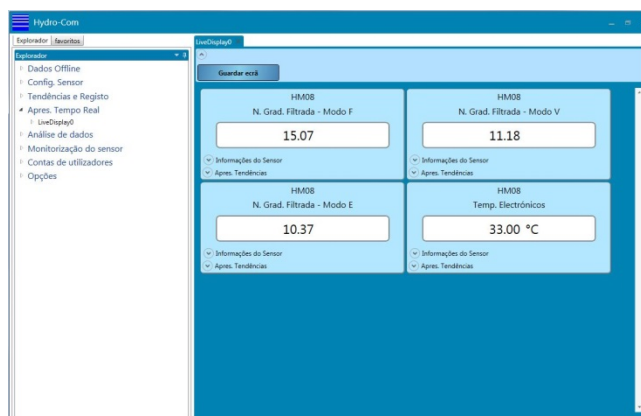 Hydro-Com
Explorador favoritos
Explorador
Dados Offline
Config. Sensor
Tendências e Registo
Apres. Tempo Real
LiveDisplay0
Análise de dados
Monitorização do sensor
Contas de utilizadores
Opções
LiveDisplay0
Guardar ecrã
HM08
N. Grad. Filtrada - Modo F
15.07
Informações do Sensor
Apres. Tendências
HM08
N. Grad. Filtrada - Modo V
11.18
Informações do Sensor
Apres. Tendências
HM08
N. Grad. Filtrada - Modo E
10.37
Informações do Sensor
Apres. Tendências
HM08
Temp. Electrónicos
33.00 °C
Informações do Sensor
Apres. Tendências